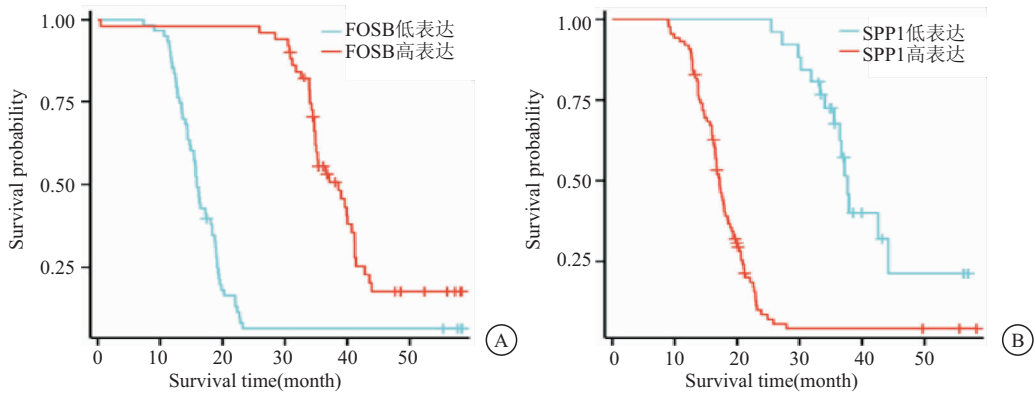 1.00
0.75
0.50
0.25
Survival probability
FOSB低表达
FOSB高表达
0 10 20 30 40 50
Survival time(month)
A
1.00
0.75
0.50
0.25
Survival probability
SPP1低表达
SPP1高表达
0 10 20 30 40 50
Survival time(month)
B